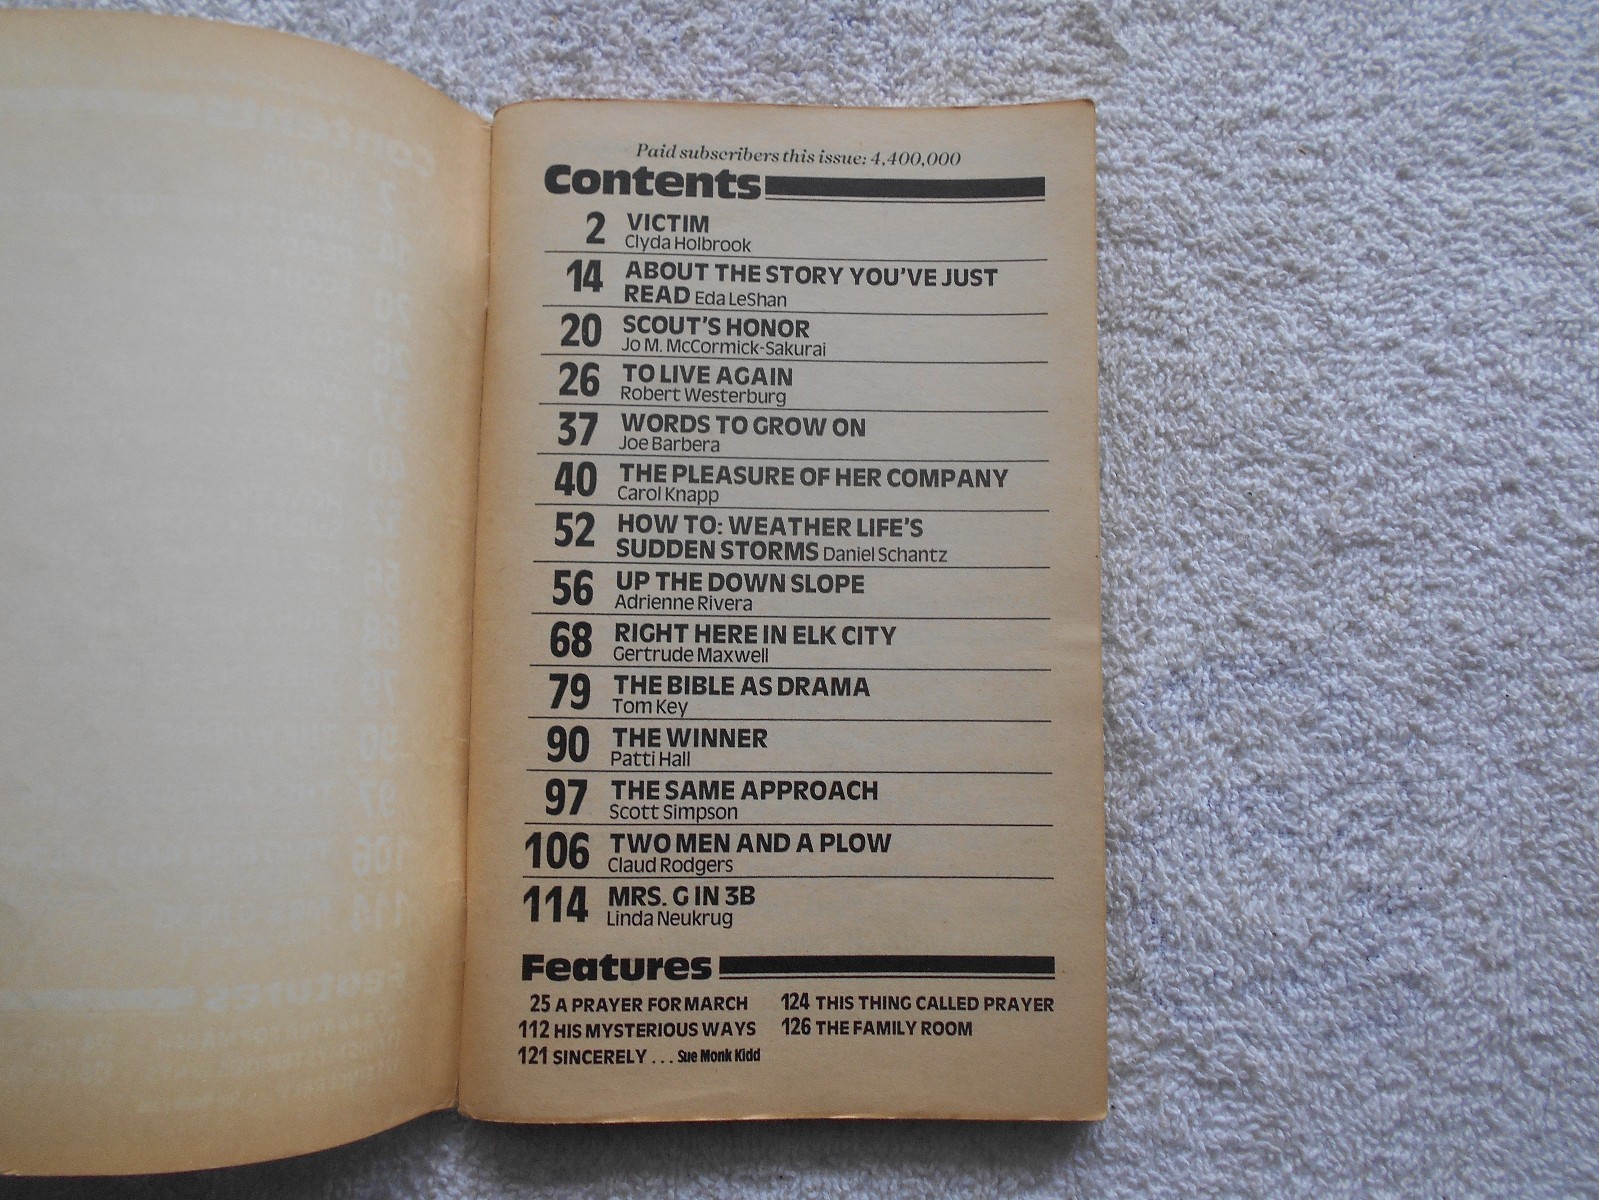 Paid subscribers this issue: 4,400,000
Contents
2 VICTIM
Clyda Holbrook
14 ABOUT THE STORY YOU'VE JUST
READ Eda LeShan
20 SCOUT'S HONOR
Jo M. McCormick-Sakurai
26 TO LIVE AGAIN
Robert Westerburg
37 WORDS TO GROW ON
Joe Barbera
40 THE PLEASURE OF HER COMPANY
Carol Knapp
52 HOW TO: WEATHER LIFE'S
SUDDEN STORMS Daniel Schantz
56 UP THE DOWN SLOPE
Adrienne Rivera
68 RIGHT HERE IN ELK CITY
Gertrude Maxwell
79 THE BIBLE AS DRAMA
Tom Key
90 THE WINNER
Patti Hall
97 THE SAME APPROACH
Scott Simpson
106 TWO MEN AND A PLOW
Claud Rodgers
114 MRS. G IN 3B
Linda Neukrug
Features
25 A PRAYER FOR MARCH
112 HIS MYSTERIOUS WAYS
121 SINCERELY . . . Sue Monk Kidd
124 THIS THING CALLED PRAYER
126 THE FAMILY ROOM